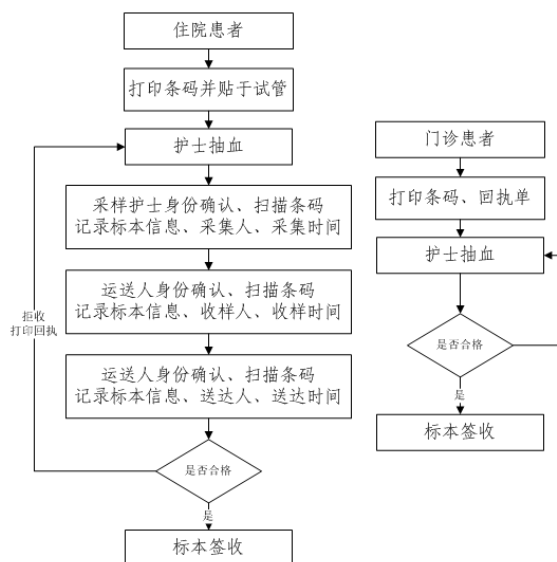 住院患者
打印条码并贴于试管
护士抽血
采样护士身份确认、扫描条码
记录标本信息、采集人、采集时间
运送人身份确认、扫描条码
记录标本信息、收样人、收样时间
拒收
打印回执
运送人身份确认、扫描条码
记录标本信息、送达人、送达时间
是否合格
是
标本签收
门诊患者
打印条码、回执单
护士抽血
是否合格
是
标本签收